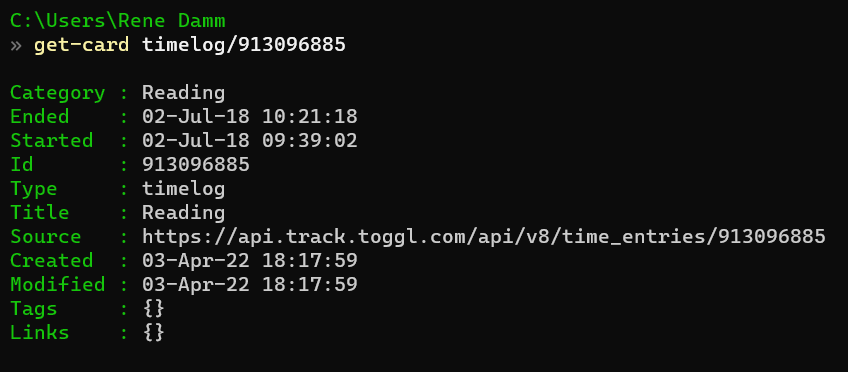 C:\Users\Rene Damm
» get-card timelog/913096885
Category : Reading
Ended    : 02-Jul-18 10:21:18
Started  : 02-Jul-18 09:39:02
Id       : 913096885
Type     : timelog
Title    : Reading
Source   : https://api.track.toggl.com/api/v8/time_entries/913096885
Created  : 03-Apr-22 18:17:59
Modified : 03-Apr-22 18:17:59
Tags     : {}
Links    : {}